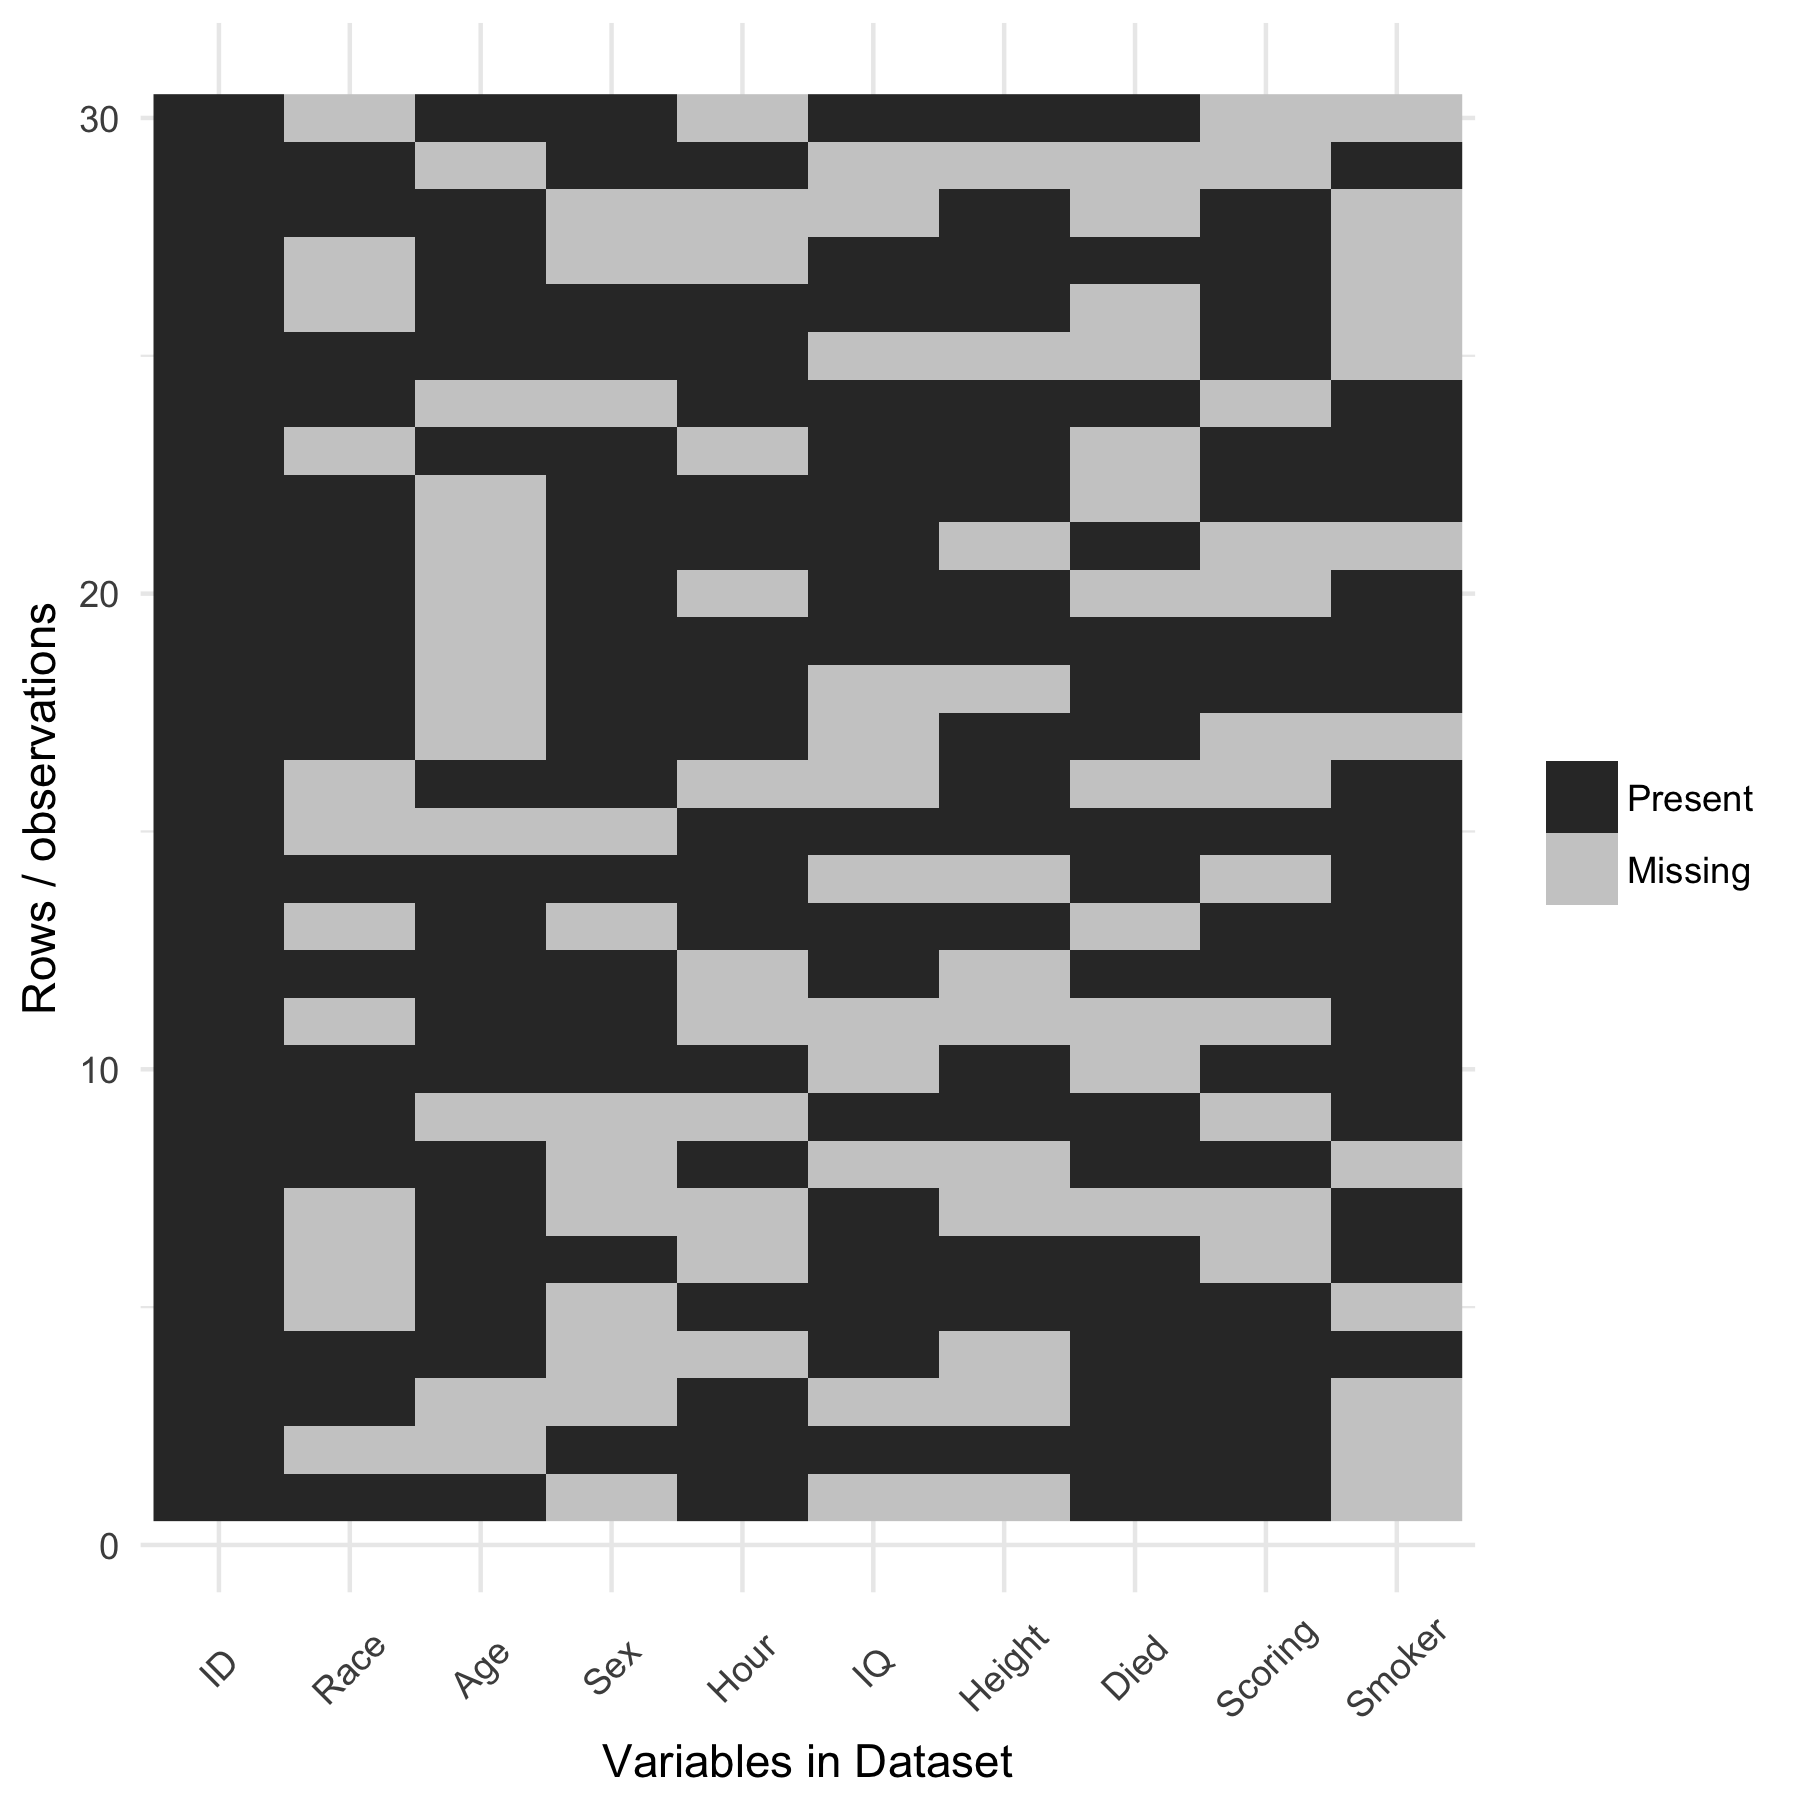 30
20
10
0
Rows / observations
ID
Race
Age
Sex
Hour
IQ
Height
Died
Scoring
Smoker
Variables in Dataset
Present
Missing